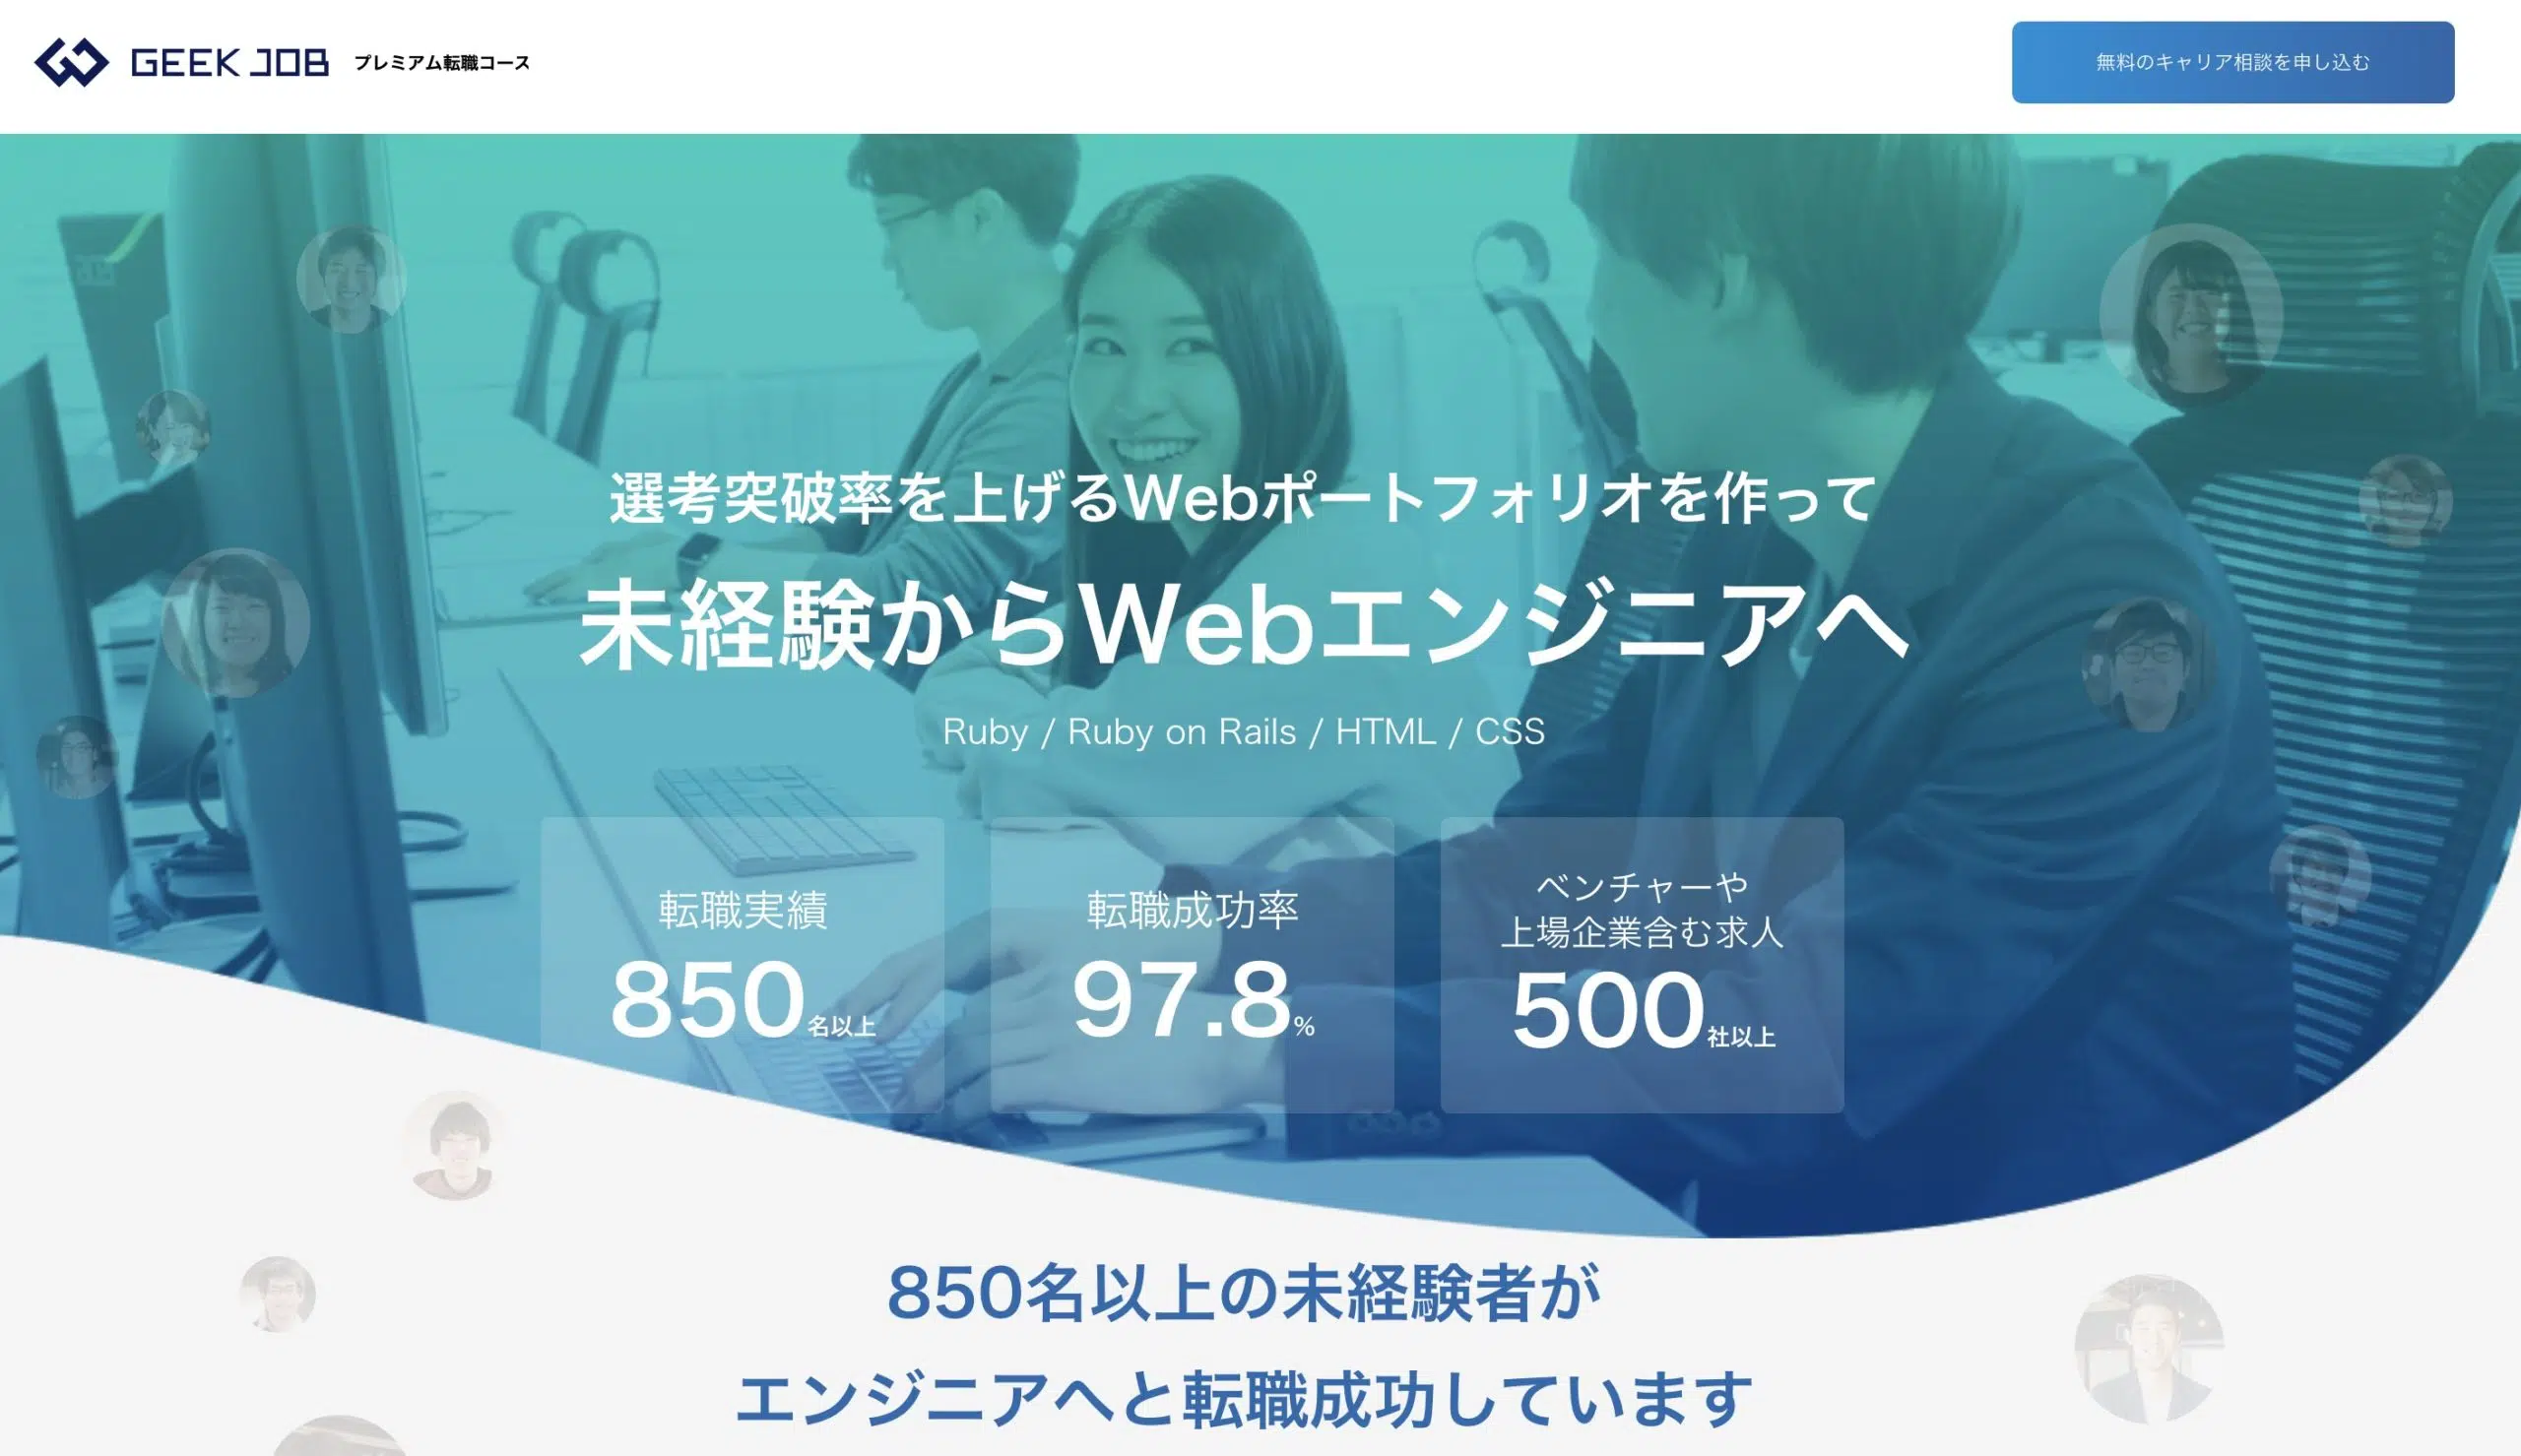 GEEK JOB プレミアム転職コース
無料のキャリア相談を申し込む
選考突破率を上げるWebポートフォリオを作って
未経験からWebエンジニアへ
Ruby / Ruby on Rails / HTML / CSS
転職実績
850名以上
転職成功率
97.8%
ベンチャーや
上場企業含む求人
500社以上
850名以上の未経験者が
エンジニアへと転職成功しています